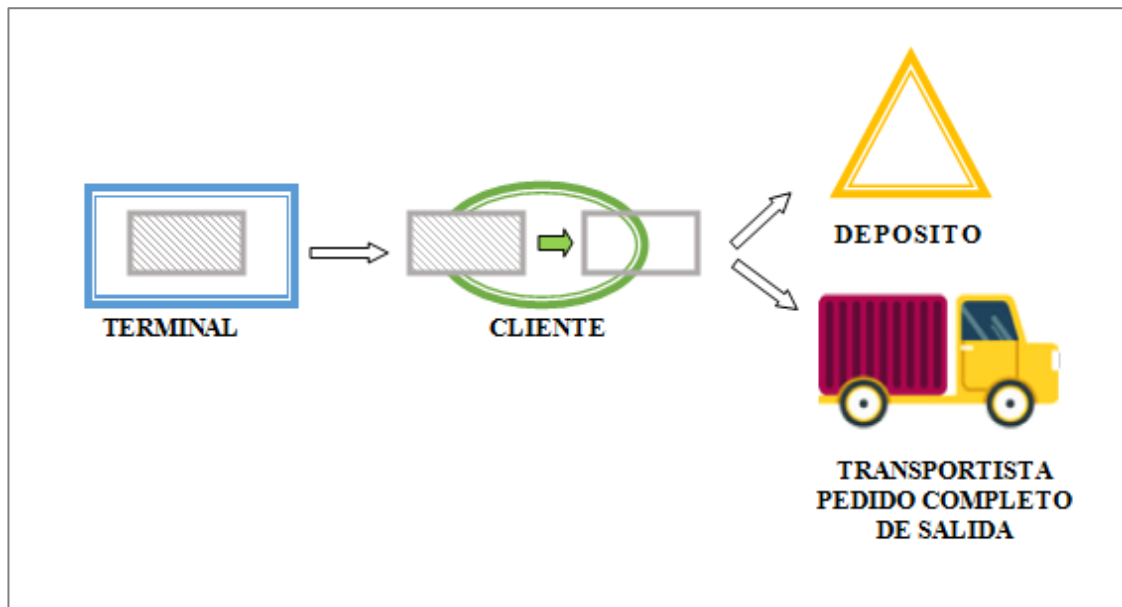 TERMINAL
CLIENTE
DEPOSITO
TRANSPORTISTA
PEDIDO COMPLETO
DE SALIDA